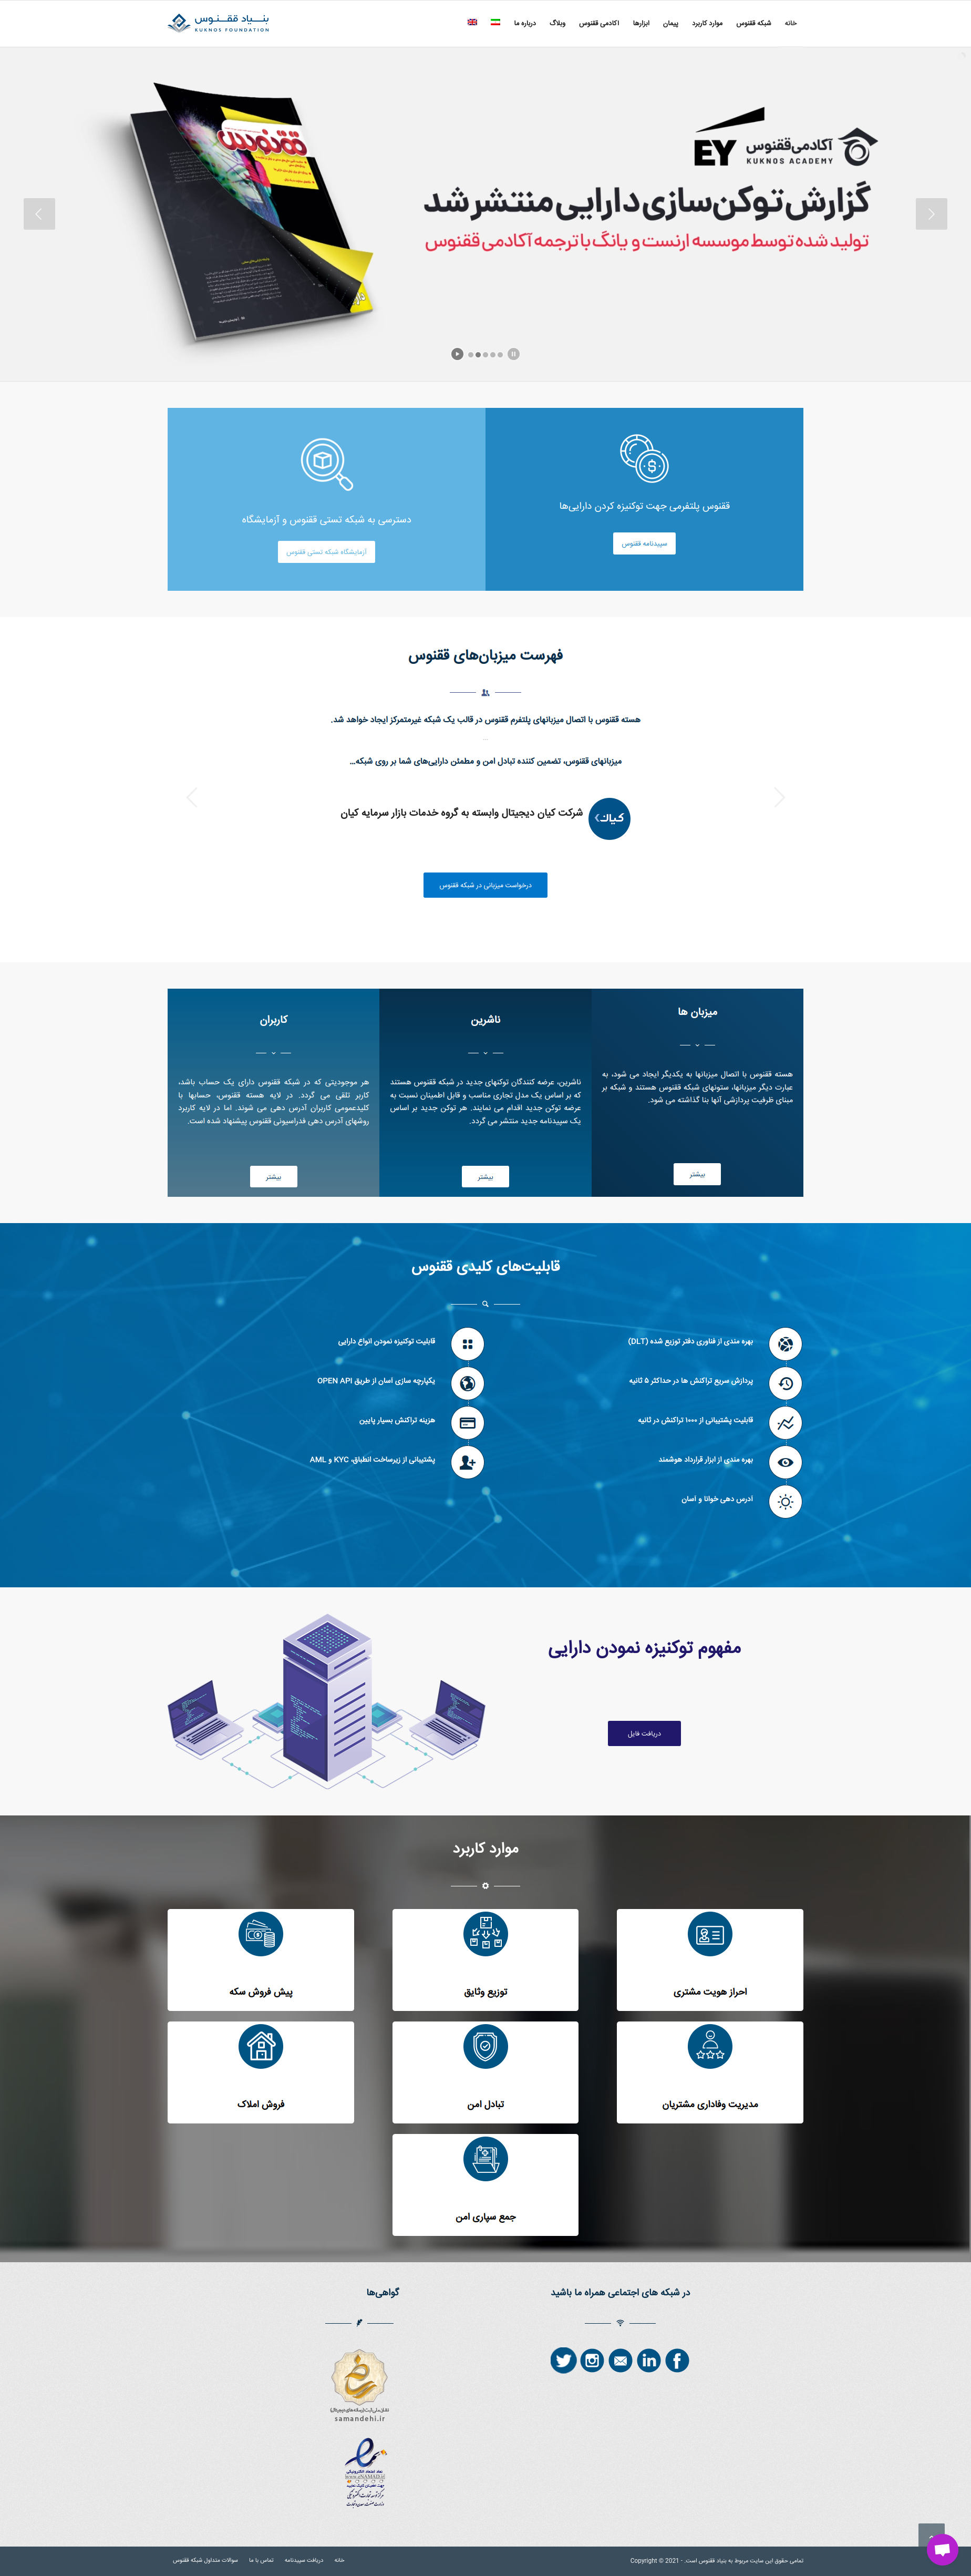 خانه
شبکه ققنوس
موارد کاربرد
پیمان
ابزارها
آکادمی ققنوس
وبلاگ
درباره ما
بنـــیاد ققــنـوس
KUKNOS FOUNDATION
ققنوس
EY
آکادمی ققنوس
KUKNOS ACADEMY
گزارش توکن‌سازی دارایی منتشر شد
تولید شده توسط موسسه ارنست و یانگ با ترجمه آکادمی ققنوس
ققنوس پلتفرمی جهت توکنیزه کردن دارایی‌ها
سپیدنامه ققنوس
دسترسی به شبکه تستی ققنوس و آزمایشگاه
آزمایشگاه شبکه تستی ققنوس
فهرست میزبان‌های ققنوس
هسته ققنوس با اتصال میزبانهای پلتفرم ققنوس در قالب یک شبکه غیرمتمرکز ایجاد خواهد شد.
...
میزبانهای ققنوس، تضمین کننده تبادل امن و مطمئن دارایی‌های شما بر روی شبکه...
کیان
شرکت کیان دیجیتال وابسته به گروه خدمات بازار سرمایه کیان
درخواست میزبانی در شبکه ققنوس
میزبان ها
هسته ققنوس با اتصال میزبانها به یکدیگر ایجاد می شود، به
عبارت دیگر میزبانها، ستونهای شبکه ققنوس هستند و شبکه بر
مبنای ظرفیت پردازشی آنها بنا گذاشته می شود.
بیشتر
ناشرین
ناشرین، عرضه کنندگان توکنهای جدید در شبکه ققنوس هستند
که بر اساس یک مدل تجاری مناسب و قابل اطمینان نسبت به
عرضه توکن جدید اقدام می نمایند. هر توکن جدید بر اساس
یک سپیدنامه جدید منتشر می گردد.
بیشتر
کاربران
هر موجودیتی که در شبکه ققنوس دارای یک حساب باشد،
کاربر تلقی می گردد. در لایه هسته ققنوس، حسابها با
کلیدعمومی کاربران آدرس دهی می شوند. اما در لایه کاربرد
روشهای آدرس دهی فدراسیونی ققنوس پیشنهاد شده است.
بیشتر
قابلیت‌های کلیدی ققنوس
بهره مندی از فناوری دفتر توزیع شده (DLT)
پردازش سریع تراکنش ها در حداکثر ۵ ثانیه
قابلیت پشتیبانی از ۱۰۰۰ تراکنش در ثانیه
بهره مندی از ابزار قرارداد هوشمند
آدرس دهی خوانا و آسان
قابلیت توکنیزه نمودن انواع دارایی
یکپارچه سازی آسان از طریق OPEN API
هزینه تراکنش بسیار پایین
پشتیبانی از زیرساخت انطباق، KYC و AML
مفهوم توکنیزه نمودن دارایی
دریافت فایل
موارد کاربرد
احراز هویت مشتری
توزیع وثایق
پیش فروش سکه
مدیریت وفاداری مشتریان
تبادل امن
فروش املاک
جمع سپاری امن
در شبکه های اجتماعی همراه ما باشید
گواهی‌ها
samandehi.ir
Copyright © 2021 - تمامی حقوق این سایت مربوط به بنیاد ققنوس است.
خانه
دریافت سپیدنامه
تماس با ما
سوالات متداول شبکه ققنوس